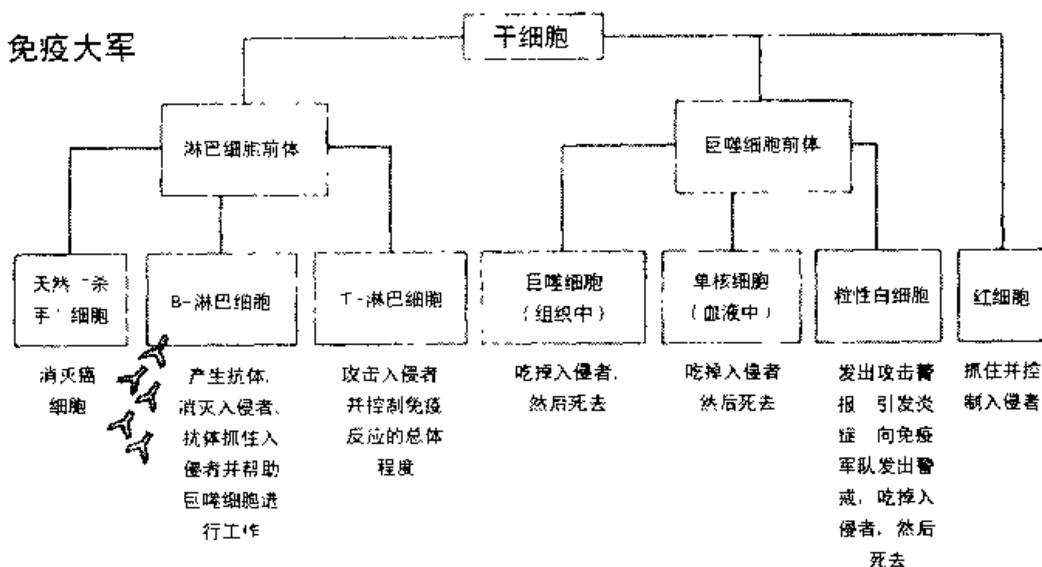 免疫大军
干细胞
淋巴细胞前体
巨噬细胞前体
天然"杀
手"细胞
B-淋巴细胞
T-淋巴细胞
巨噬细胞
（组织中）
单核细胞
（血液中）
粒性白细胞
红细胞
消灭癌
细胞
产生抗体,
消灭入侵者、
抗体抓住入
侵者并帮助
巨噬细胞进
行工作
攻击入侵者
并控制免疫
反应的总体
程度
吃掉入侵者,
然后死去
吃掉入侵者
然后死去
发出攻击警
报 引发炎
症 向免疫
军队发出警
戒,吃掉入
侵者,然后
死去
抓住并控
制入侵者